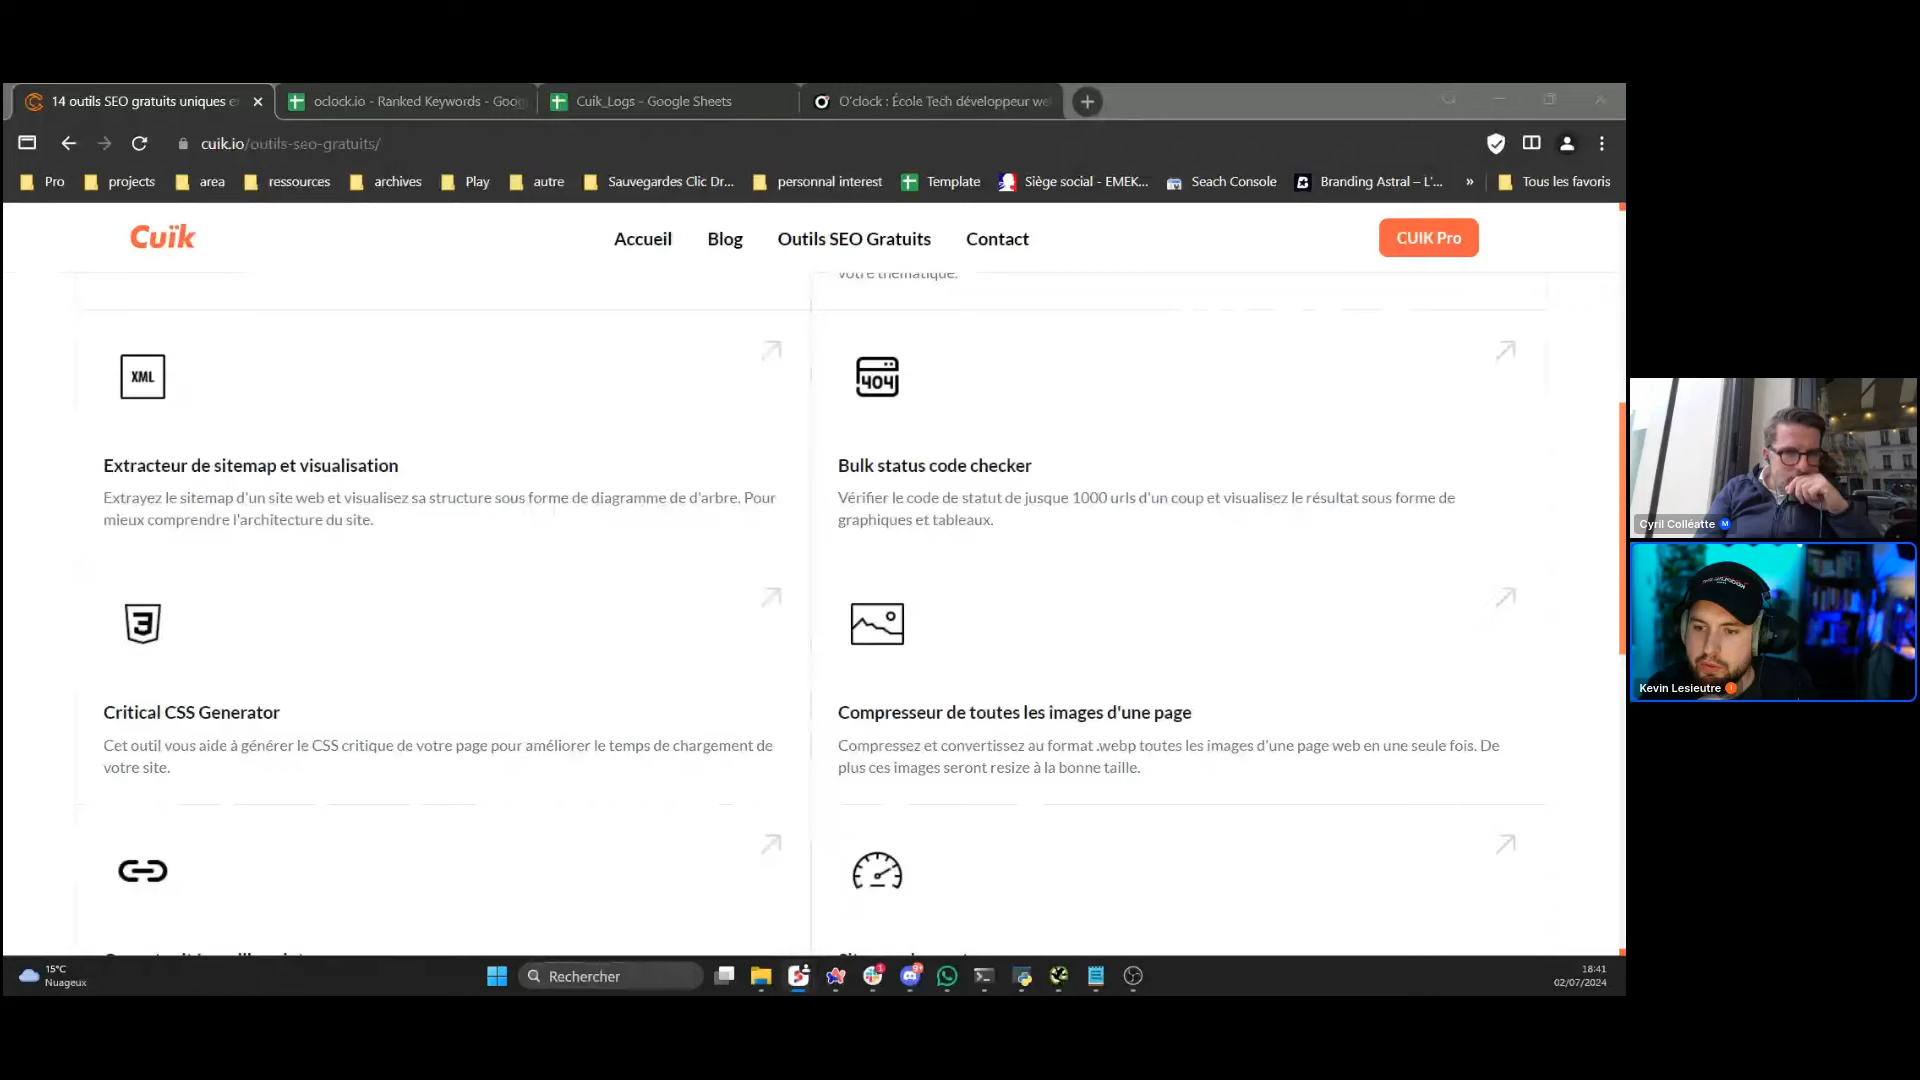 14 outils SEO gratuits uniques e
oclock.io - Ranked Keywords - Goog
Cuik_Logs - Google Sheets
O'clock : École Tech développeur we
cuik.io/outils-seo-gratuits/
Pro
projects
area
ressources
archives
Play
autre
Sauvegardes Clic Dr...
personnal interest
Template
Siège social - EMEK...
Seach Console
Branding Astral – L'...
»
Tous les favoris
Cuïk
Accueil
Blog
Outils SEO Gratuits
Contact
CUIK Pro
votre thématique.
XML
404
Extracteur de sitemap et visualisation
Bulk status code checker
Extrayez le sitemap d'un site web et visualisez sa structure sous forme de diagramme de d'arbre. Pour
mieux comprendre l'architecture du site.
Vérifier le code de statut de jusque 1000 urls d'un coup et visualisez le résultat sous forme de
graphiques et tableaux.
3
Critical CSS Generator
Compresseur de toutes les images d'une page
Cet outil vous aide à générer le CSS critique de votre page pour améliorer le temps de chargement de
votre site.
Compressez et convertissez au format .webp toutes les images d'une page web en une seule fois. De
plus ces images seront resize à la bonne taille.
Cyril Colléatte
Kevin Lesieutre
15°C
Nuageux
Rechercher
18:41
02/07/2024